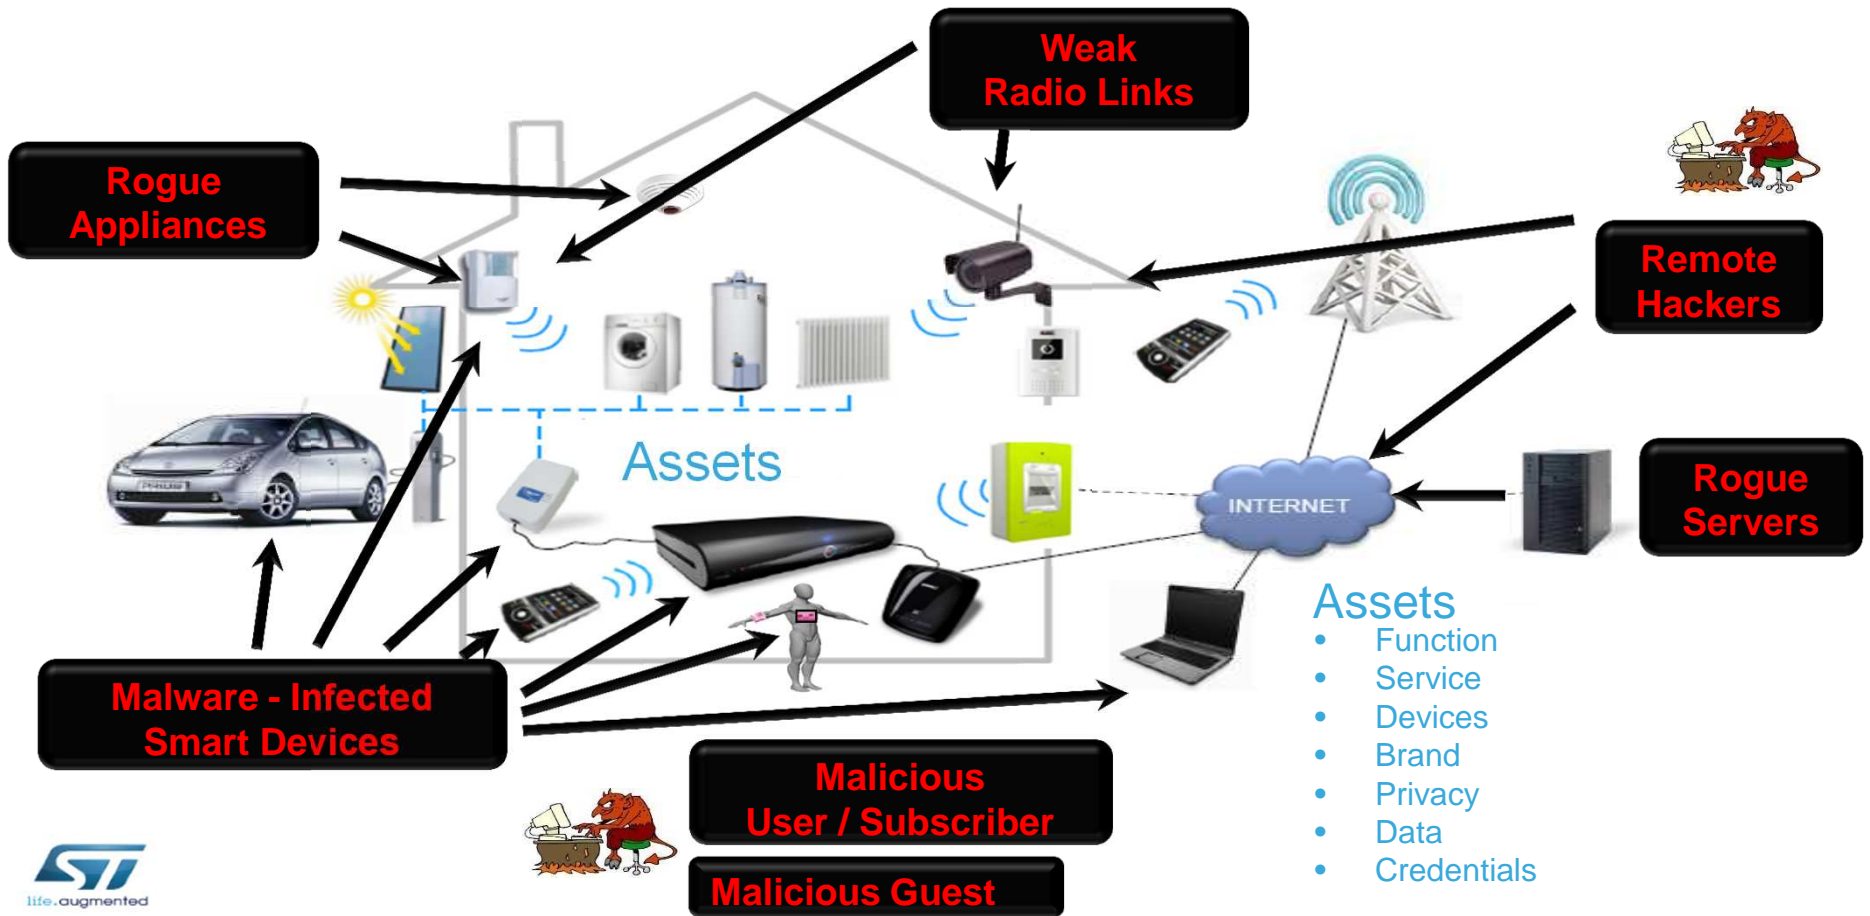 Weak
Radio Links
Rogue
Appliances
Remote
Hackers
Assets
INTERNET
Rogue
Servers
Assets
• Function
• Service
• Devices
• Brand
• Privacy
• Data
• Credentials
Malware - Infected
Smart Devices
Malicious
User / Subscriber
Malicious Guest
ST
life.augmented